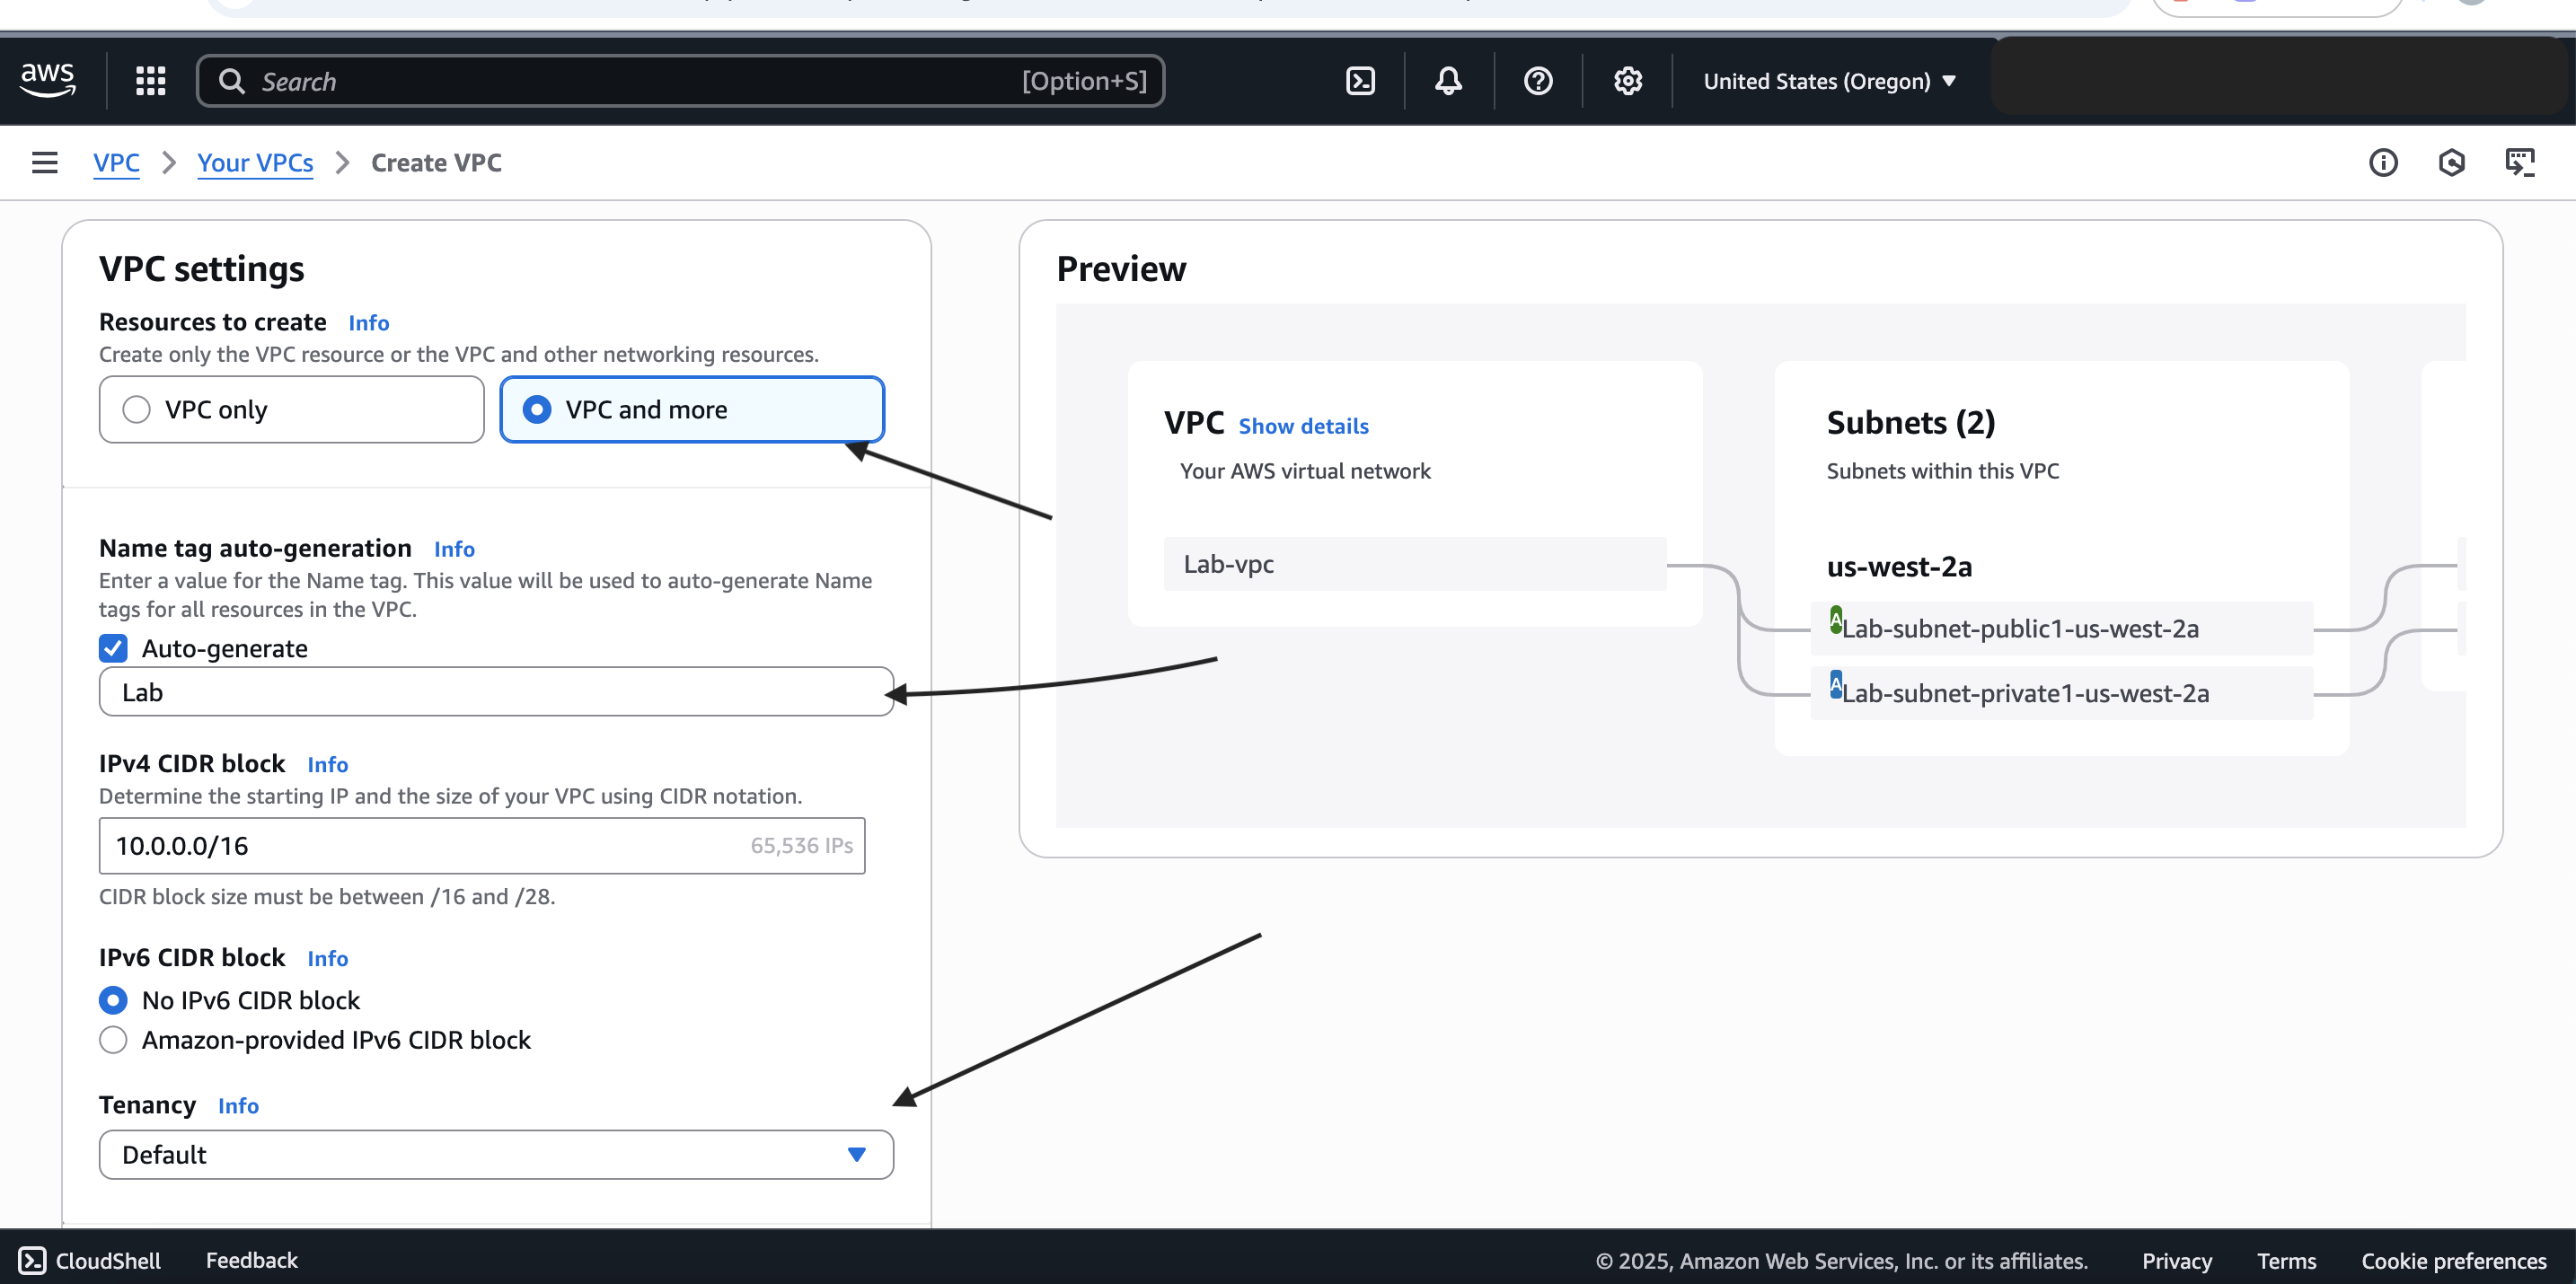 aws
Search
[Option+S]
United States (Oregon)
VPC
Your VPCs
Create VPC
VPC settings
Resources to create Info
Create only the VPC resource or the VPC and other networking resources.
VPC only
VPC and more
Name tag auto-generation Info
Enter a value for the Name tag. This value will be used to auto-generate Name
tags for all resources in the VPC.
Auto-generate
Lab
IPv4 CIDR block Info
Determine the starting IP and the size of your VPC using CIDR notation.
10.0.0.0/16 65,536 IPs
CIDR block size must be between /16 and /28.
IPv6 CIDR block Info
No IPv6 CIDR block
Amazon-provided IPv6 CIDR block
Tenancy Info
Default
Preview
VPC Show details
Your AWS virtual network
Lab-vpc
Subnets (2)
Subnets within this VPC
us-west-2a
A Lab-subnet-public1-us-west-2a
A Lab-subnet-private1-us-west-2a
CloudShell
Feedback
© 2025, Amazon Web Services, Inc. or its affiliates.
Privacy
Terms
Cookie preferences